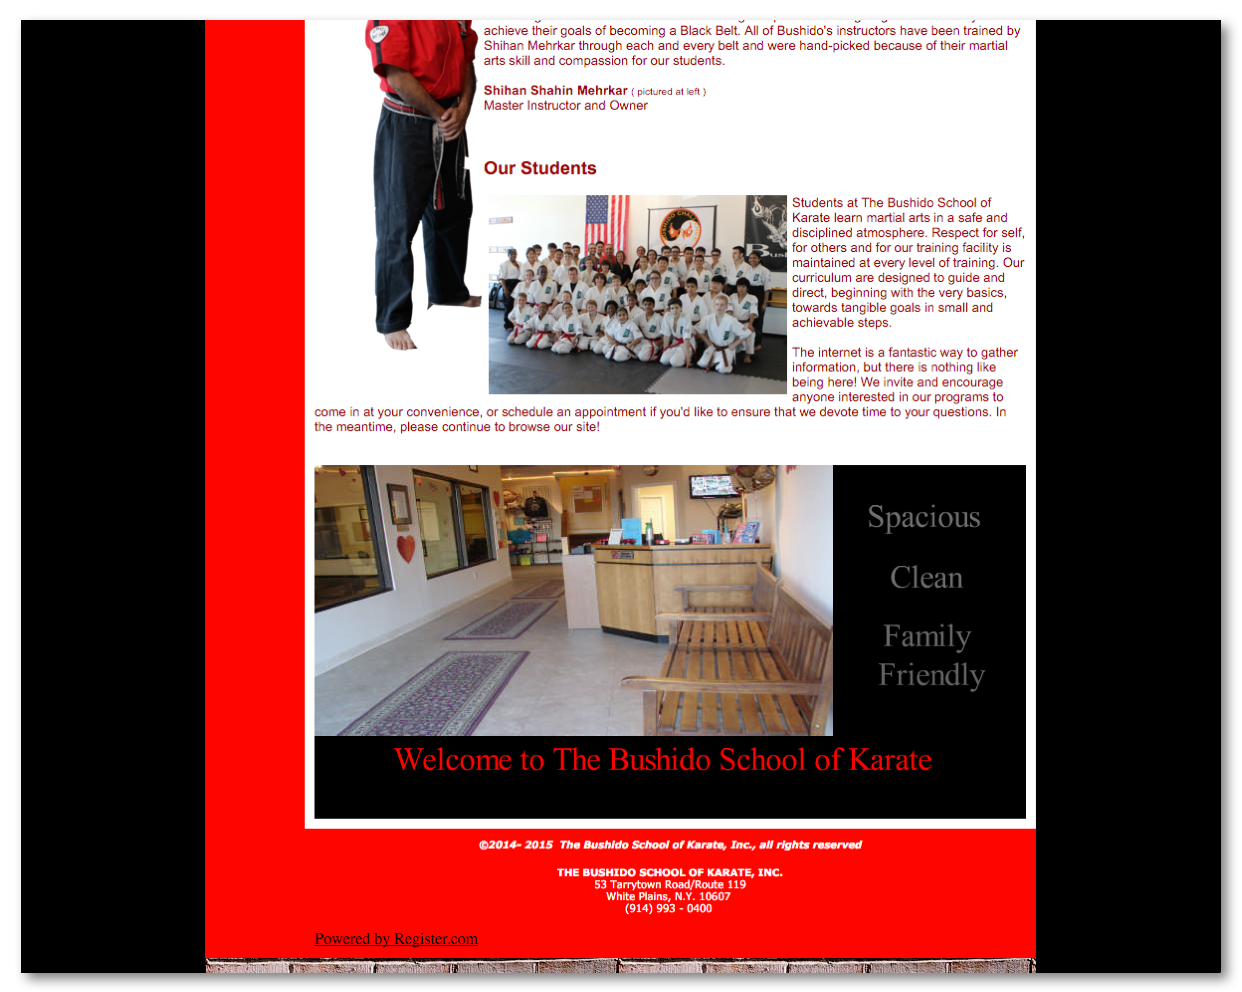 achieve their goals of becoming a Black Belt. All of Bushido's instructors have been trained by
Shihan Mehrkar through each and every belt and were hand-picked because of their martial
arts skill and compassion for our students.
Shihan Shahin Mehrkar ( pictured at left )
Master Instructor and Owner
Our Students
Students at The Bushido School of
Karate learn martial arts in a safe and
disciplined atmosphere. Respect for self,
for others and for our training facility is
maintained at every level of training. Our
curriculum are designed to guide and
direct, beginning with the very basics,
towards tangible goals in small and
achievable steps.
The internet is a fantastic way to gather
information, but there is nothing like
being here! We invite and encourage
anyone interested in our programs to
come in at your convenience, or schedule an appointment if you'd like to ensure that we devote time to your questions. In
the meantime, please continue to browse our site!
Spacious
Clean
Family
Friendly
Welcome to The Bushido School of Karate
©2014- 2015 The Bushido School of Karate, Inc., all rights reserved
THE BUSHIDO SCHOOL OF KARATE, INC.
53 Tarrytown Road/Route 119
White Plains, N.Y. 10607
(914) 993 - 0400
Powered by Register.com